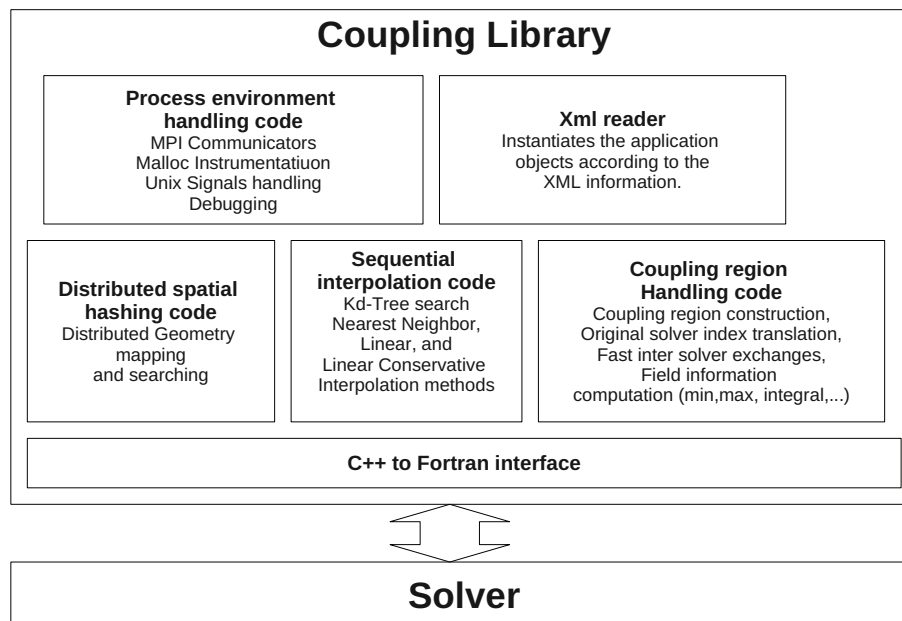 Coupling Library
Process environment
handling code
MPI Communicators
Malloc Instrumentatiuon
Unix Signals handling
Debugging
Xml reader
Instantiates the application
objects according to the
XML information.
Distributed spatial
hashing code
Distributed Geometry
mapping
and searching
Sequential
interpolation code
Kd-Tree search
Nearest Neighbor,
Linear, and
Linear Conservative
Interpolation methods
Coupling region
Handling code
Coupling region construction,
Original solver index translation,
Fast inter solver exchanges,
Field information
computation (min,max, integral,...)
C++ to Fortran interface
Solver